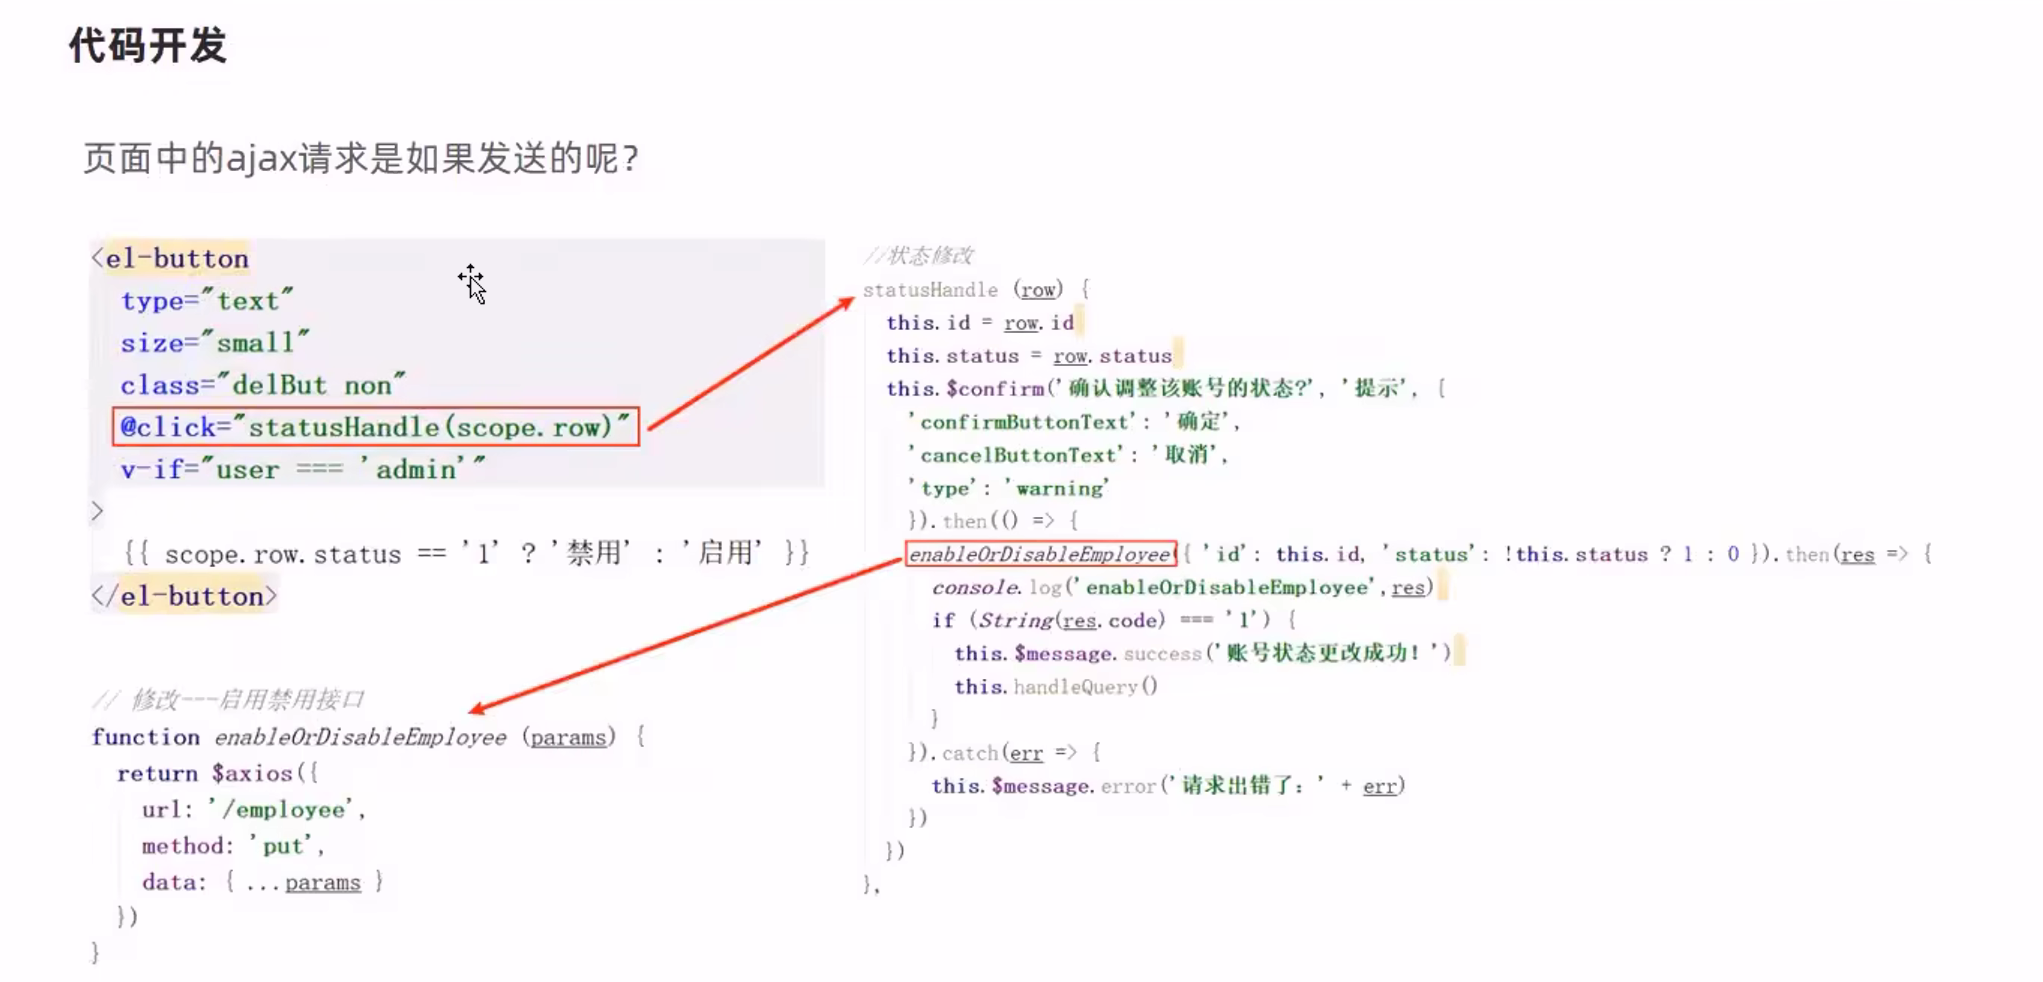 代码开发
页面中的ajax请求是如果发送的呢？
<el-button
type="text"
size="small"
class="delBut non"
@click="statusHandle(scope.row)"
v-if="user === 'admin'"
>
{{ scope.row.status == '1' ? '禁用' : '启用' }}
</el-button>
// 修改---启用禁用接口
function enableOrDisableEmployee (params) {
return $axios({
url: '/employee',
method: 'put',
data: { ...params }
})
}
//状态修改
statusHandle (row) {
this.id = row.id
this.status = row.status
this.$confirm('确认调整该账号的状态?', '提示', {
'confirmButtonText': '确定',
'cancelButtonText': '取消',
'type': 'warning'
}).then(() => {
enableOrDisableEmployee({ 'id': this.id, 'status': !this.status ? 1 : 0 }).then(res => {
console.log('enableOrDisableEmployee',res)
if (String(res.code) === '1') {
this.$message.success('账号状态更改成功！')
this.handleQuery()
}
}).catch(err => {
this.$message.error('请求出错了：' + err)
})
})
},